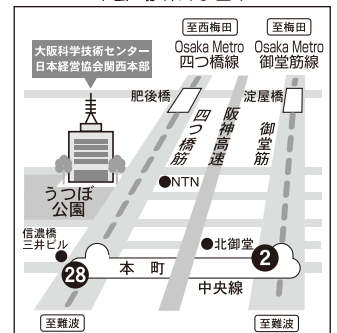 至西梅田
至梅田
Osaka Metro
四つ橋線
Osaka Metro
御堂筋線
大阪科学技術センター
日本経営協会関西本部
肥後橋
淀屋橋
四つ橋筋
阪神高速
御堂筋
NTN
うつぼ
公園
信濃橋
三井ビル
北御堂
2
28
本町
中央線
至難波
至難波